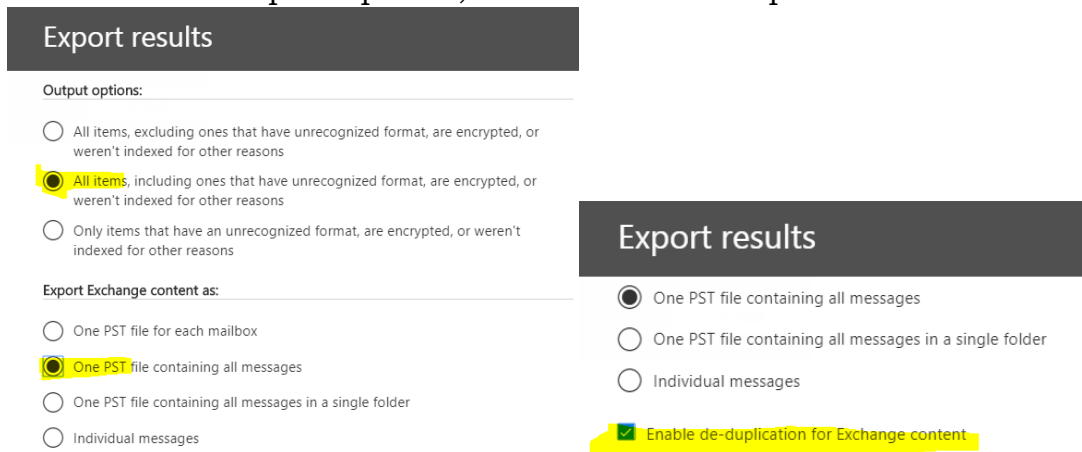 Export results
Output options:
All items, excluding ones that have unrecognized format, are encrypted, or
weren't indexed for other reasons
All items, including ones that have unrecognized format, are encrypted, or
weren't indexed for other reasons
Only items that have an unrecognized format, are encrypted, or weren't
indexed for other reasons
Export Exchange content as:
One PST file for each mailbox
One PST file containing all messages
One PST file containing all messages in a single folder
Individual messages
Export results
One PST file containing all messages
One PST file containing all messages in a single folder
Individual messages
Enable de-duplication for Exchange content